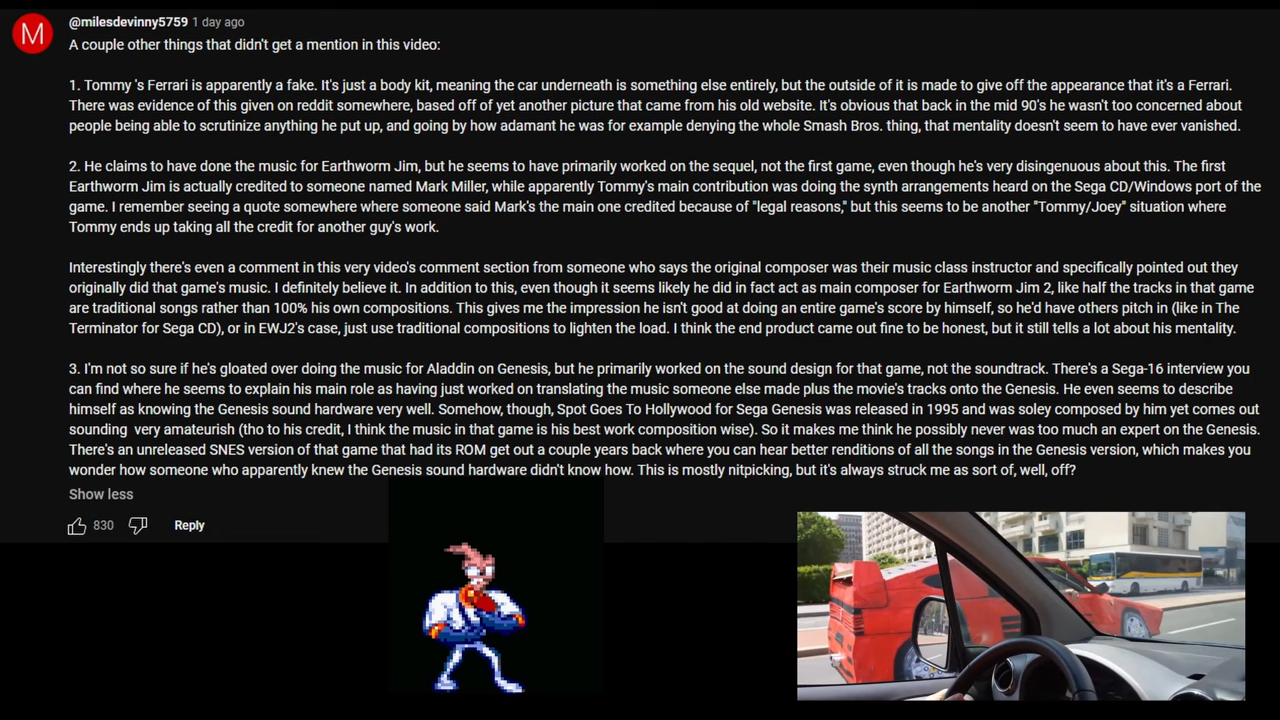 M
@milesdevinny5759 1 day ago
A couple other things that didn't get a mention in this video:
1. Tommy 's Ferrari is apparently a fake. It's just a body kit, meaning the car underneath is something else entirely, but the outside of it is made to give off the appearance that it's a Ferrari.
There was evidence of this given on reddit somewhere, based off of yet another picture that came from his old website. It's obvious that back in the mid 90's he wasn't too concerned about
people being able to scrutinize anything he put up, and going by how adamant he was for example denying the whole Smash Bros. thing, that mentality doesn't seem to have ever vanished.
2. He claims to have done the music for Earthworm Jim, but he seems to have primarily worked on the sequel, not the first game, even though he's very disingenuous about this. The first
Earthworm Jim is actually credited to someone named Mark Miller, while apparently Tommy's main contribution was doing the synth arrangements heard on the Sega CD/Windows port of the
game. I remember seeing a quote somewhere where someone said Mark's the main one credited because of "legal reasons," but this seems to be another "Tommy/Joey" situation where
Tommy ends up taking all the credit for another guy's work.
Interestingly there's even a comment in this very video's comment section from someone who says the original composer was their music class instructor and specifically pointed out they
originally did that game's music. I definitely believe it. In addition to this, even though it seems likely he did in fact act as main composer for Earthworm Jim 2, like half the tracks in that game
are traditional songs rather than 100% his own compositions. This gives me the impression he isn't good at doing an entire game's score by himself, so he'd have others pitch in (like in The
Terminator for Sega CD), or in EWJ2's case, just use traditional compositions to lighten the load. I think the end product came out fine to be honest, but it still tells a lot about his mentality.
3. I'm not so sure if he's gloated over doing the music for Aladdin on Genesis, but he primarily worked on the sound design for that game, not the soundtrack. There's a Sega-16 interview you
can find where he seems to explain his main role as having just worked on translating the music someone else made plus the movie's tracks onto the Genesis. He even seems to describe
himself as knowing the Genesis sound hardware very well. Somehow, though, Spot Goes To Hollywood for Sega Genesis was released in 1995 and was soley composed by him yet comes out
sounding very amateurish (tho to his credit, I think the music in that game is his best work composition wise). So it makes me think he possibly never was too much an expert on the Genesis.
There's an unreleased SNES version of that game that had its ROM get out a couple years back where you can hear better renditions of all the songs in the Genesis version, which makes you
wonder how someone who apparently knew the Genesis sound hardware didn't know how. This is mostly nitpicking, but it's always struck me as sort of, well, off?
Show less
830 Reply